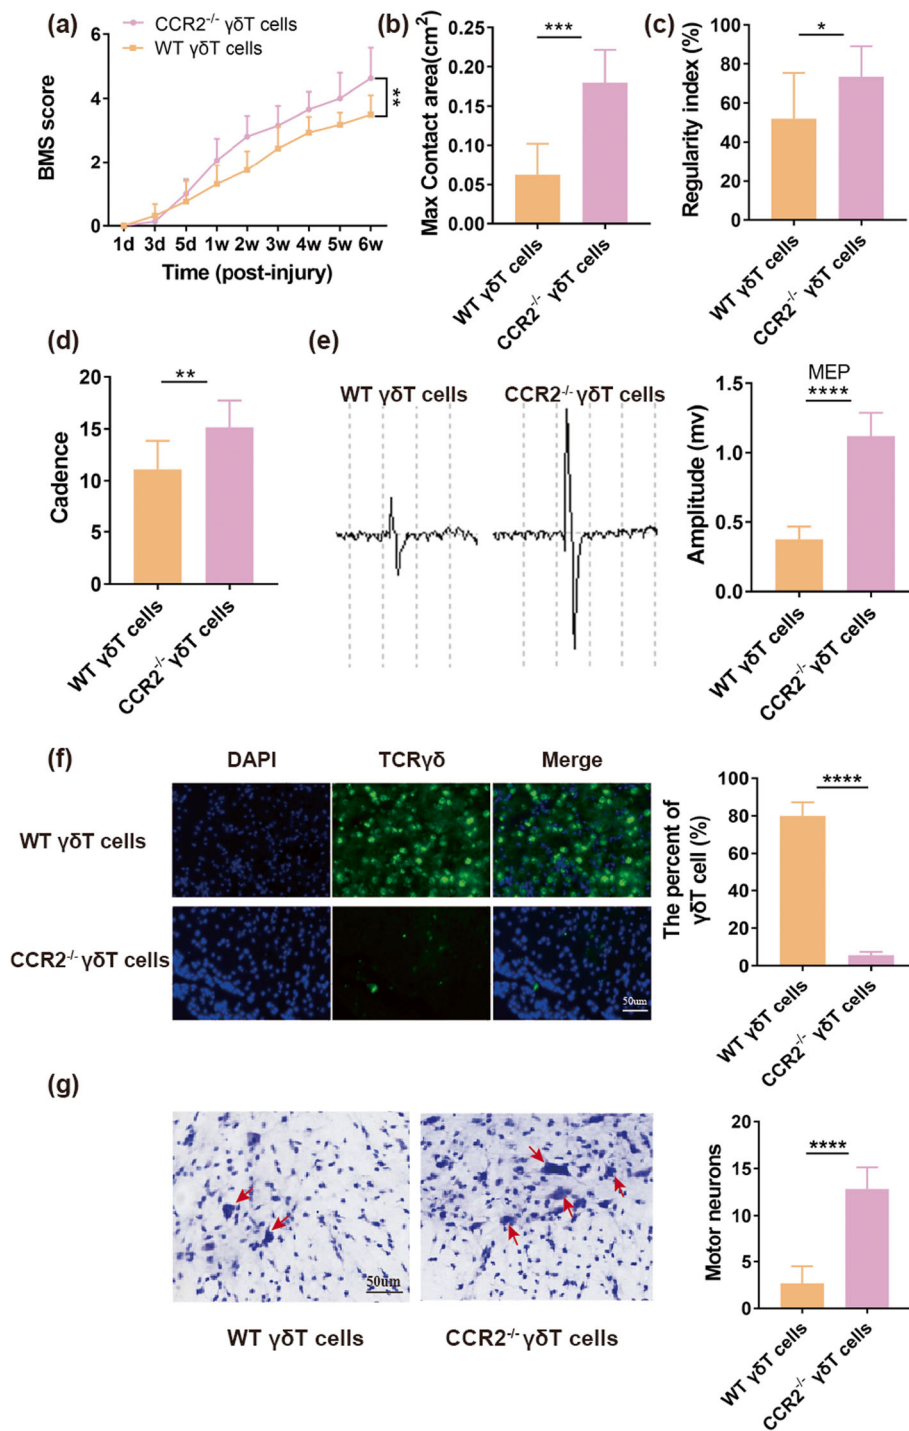 (a)
CCR2-/- γδT cells
WT γδT cells
BMS score
6
4
2
0
**
1d 3d 5d 1w 2w 3w 4w 5w 6w
Time (post-injury)
(b)
Max Contact area(cm²)
0.25
0.20
0.15
0.10
0.05
0.00
***
WT γδT cells
CCR2-/- γδT cells
(c)
Regularity index (%)
100
80
60
40
20
0
*
WT γδT cells
CCR2-/- γδT cells
(d)
Cadence
20
15
10
5
0
**
WT γδT cells
CCR2-/- γδT cells
(e)
WT γδT cells
CCR2-/- γδT cells
MEP
****
Amplitude (mv)
1.5
1.0
0.5
0.0
WT γδT cells
CCR2-/- γδT cells
(f)
DAPI TCRγδ Merge
WT γδT cells
CCR2-/- γδT cells
50um
The percent of
γδT cell (%)
100
80
60
40
20
0
****
WT γδT cells
CCR2-/- γδT cells
(g)
50um
WT γδT cells
CCR2-/- γδT cells
Motor neurons
20
15
10
5
0
****
WT γδT cells
CCR2-/- γδT cells